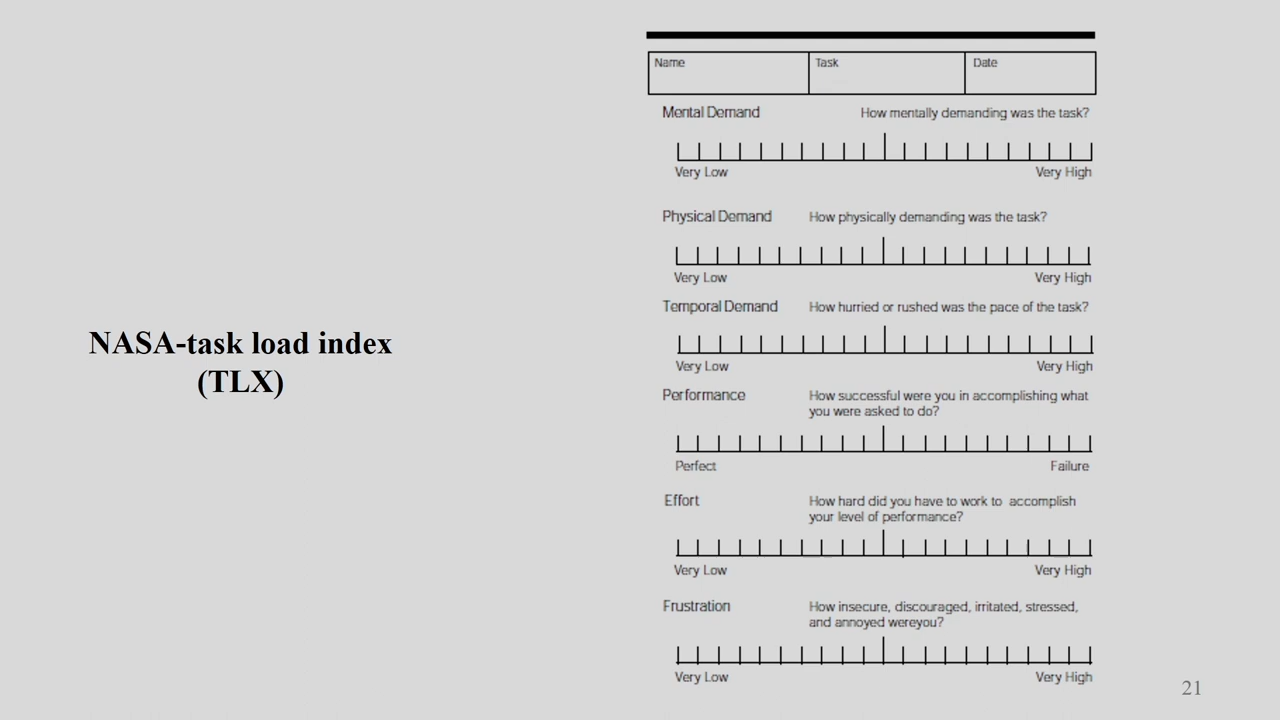 NASA-task load index
(TLX)
Name
Task
Date
Mental Demand
How mentally demanding was the task?
Very Low
Very High
Physical Demand
How physically demanding was the task?
Very Low
Very High
Temporal Demand
How hurried or rushed was the pace of the task?
Very Low
Very High
Performance
How successful were you in accomplishing what
you were asked to do?
Perfect
Failure
Effort
How hard did you have to work to accomplish
your level of performance?
Very Low
Very High
Frustration
How insecure, discouraged, irritated, stressed,
and annoyed wereyou?
Very Low
Very High
21